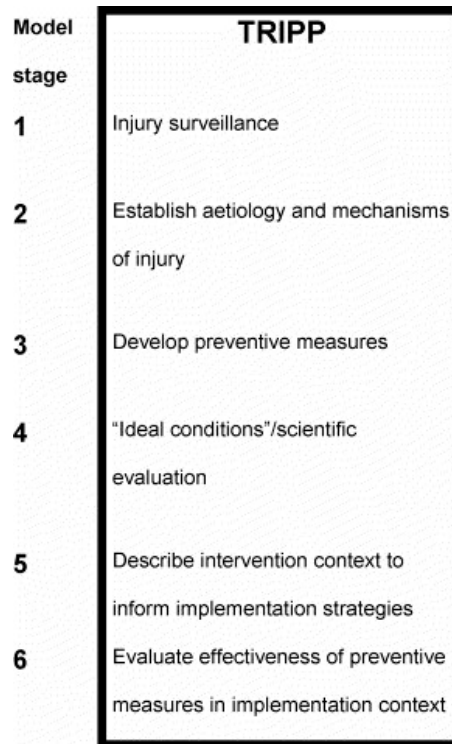 Model
stage
TRIPP
1 Injury surveillance
2 Establish aetiology and mechanisms
of injury
3 Develop preventive measures
4 “Ideal conditions”/scientific
evaluation
5 Describe intervention context to
inform implementation strategies
6 Evaluate effectiveness of preventive
measures in implementation context